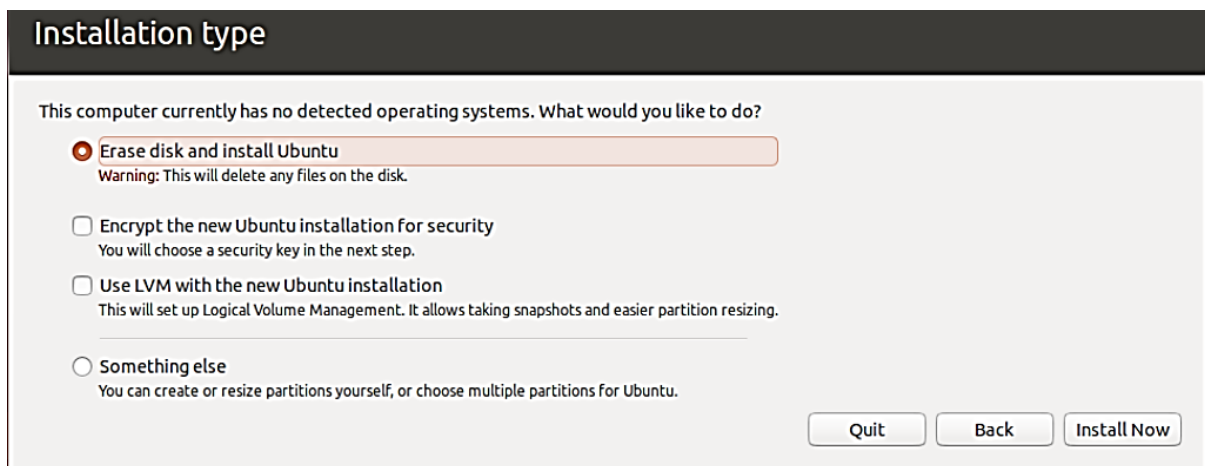 Installation type
This computer currently has no detected operating systems. What would you like to do?
Erase disk and install Ubuntu
Warning: This will delete any files on the disk.
Encrypt the new Ubuntu installation for security
You will choose a security key in the next step.
Use LVM with the new Ubuntu installation
This will set up Logical Volume Management. It allows taking snapshots and easier partition resizing.
Something else
You can create or resize partitions yourself, or choose multiple partitions for Ubuntu.
Quit Back Install Now